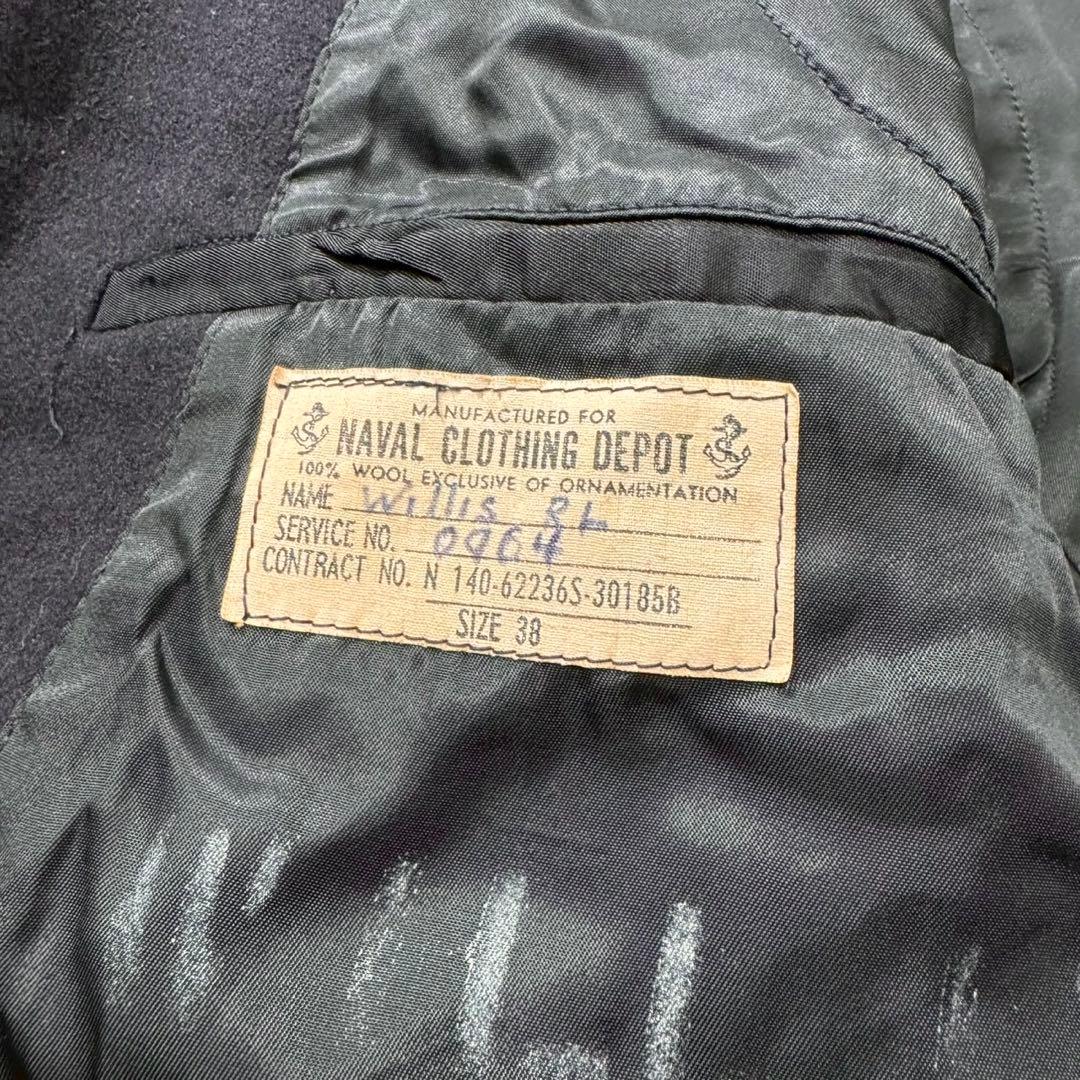 MANUFACTURED FOR
NAVAL CLOTHING DEPOT
100% WOOL EXCLUSIVE OF ORNAMENTATION
NAME Willis
SERVICE NO. 0064
CONTRACT NO. N 140-62236S-30185B
SIZE 38